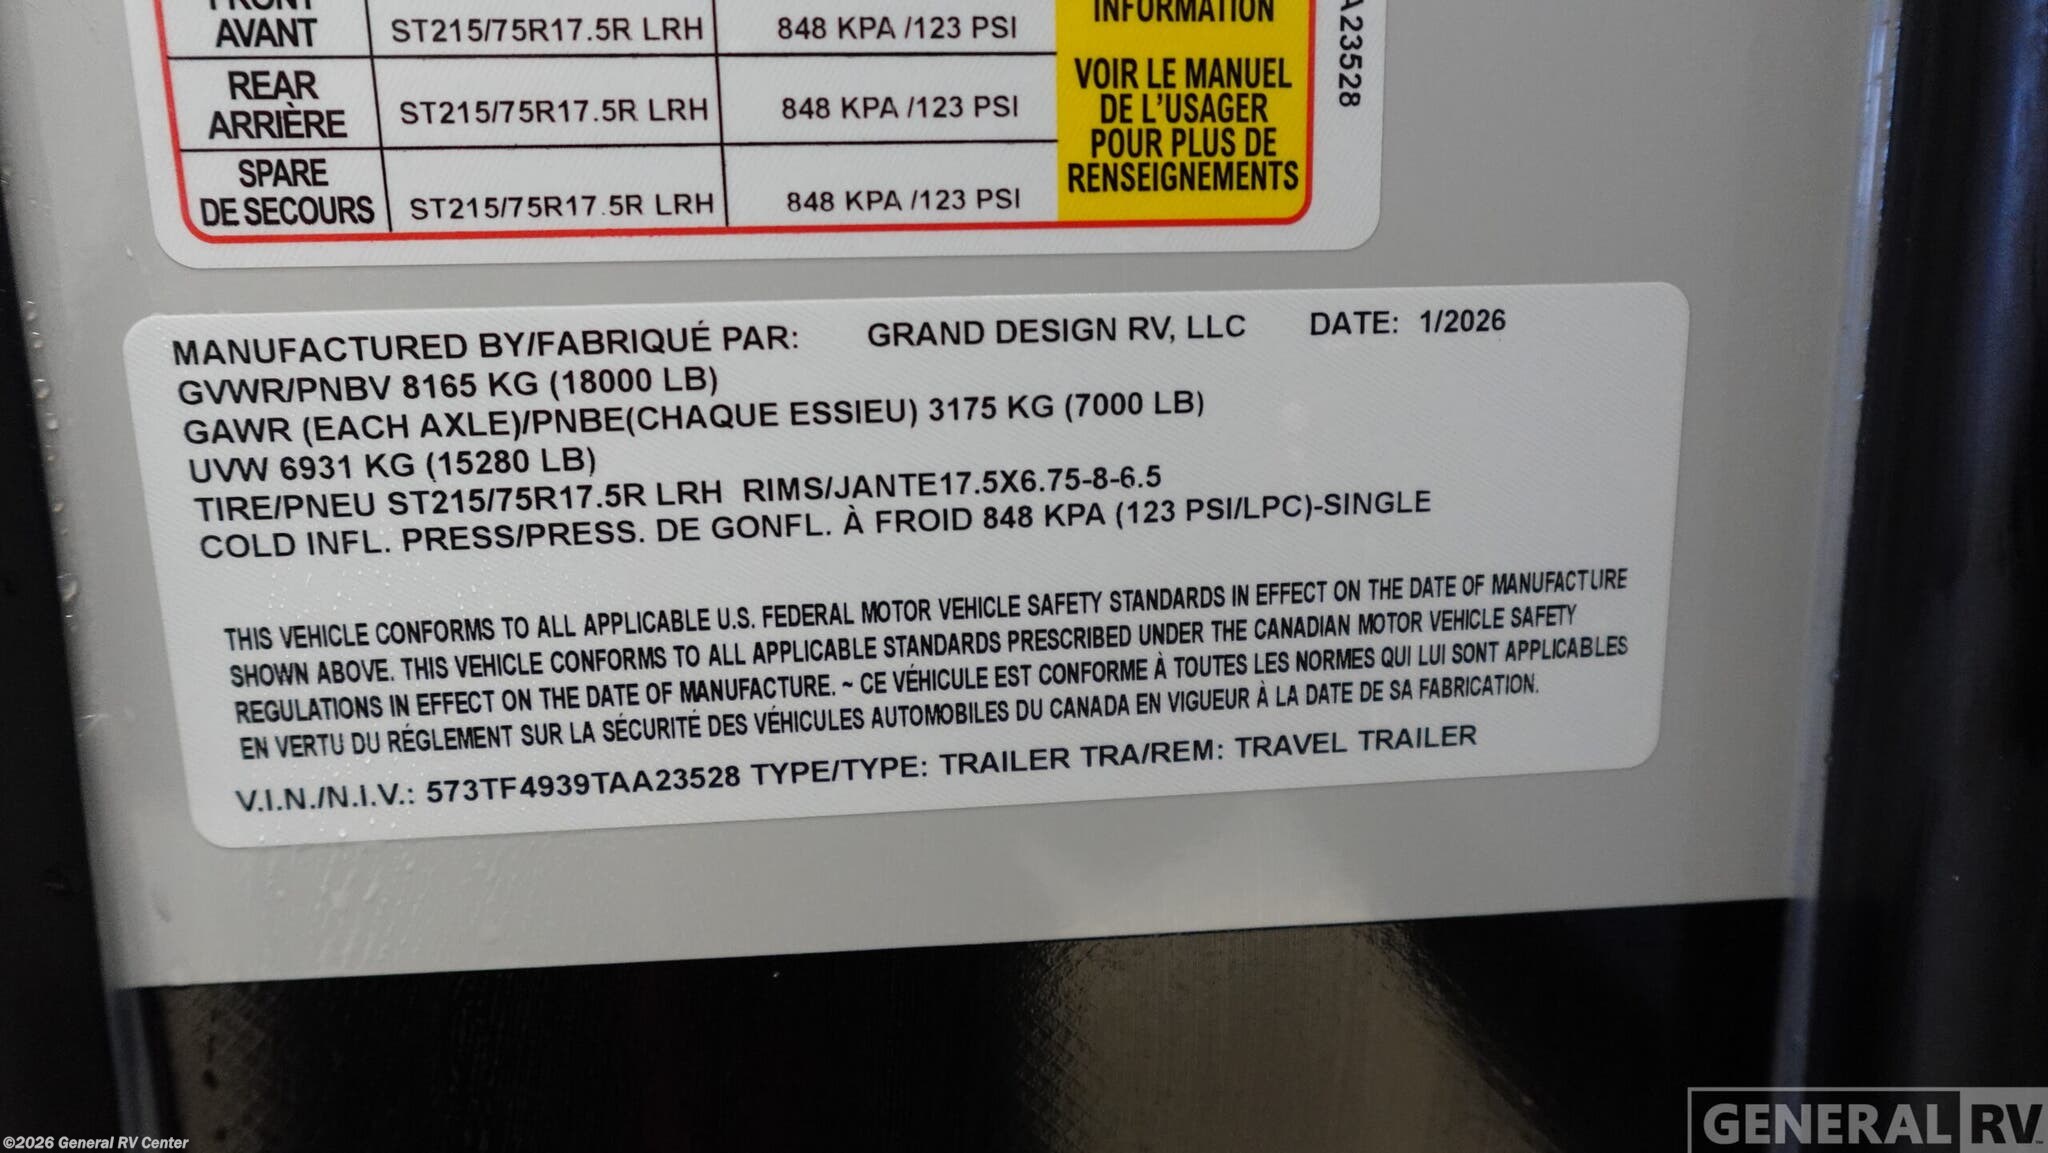 FRONT
AVANT
ST215/75R17.5R LRH
848 KPA /123 PSI
INFORMATION
REAR
ARRIÈRE
ST215/75R17.5R LRH
848 KPA /123 PSI
SPARE
DE SECOURS
ST215/75R17.5R LRH
848 KPA /123 PSI
VOIR LE MANUEL
DE L'USAGER
POUR PLUS DE
RENSEIGNEMENTS
A23528
MANUFACTURED BY/FABRIQUÉ PAR: GRAND DESIGN RV, LLC DATE: 1/2026
GVWR/PNBV 8165 KG (18000 LB)
GAWR (EACH AXLE)/PNBE(CHAQUE ESSIEU) 3175 KG (7000 LB)
UVW 6931 KG (15280 LB)
TIRE/PNEU ST215/75R17.5R LRH RIMS/JANTE17.5X6.75-8-6.5
COLD INFL. PRESS/PRESS. DE GONFL. À FROID 848 KPA (123 PSI/LPC)-SINGLE
THIS VEHICLE CONFORMS TO ALL APPLICABLE U.S. FEDERAL MOTOR VEHICLE SAFETY STANDARDS IN EFFECT ON THE DATE OF MANUFACTURE
SHOWN ABOVE. THIS VEHICLE CONFORMS TO ALL APPLICABLE STANDARDS PRESCRIBED UNDER THE CANADIAN MOTOR VEHICLE SAFETY
REGULATIONS IN EFFECT ON THE DATE OF MANUFACTURE. ~ CE VÉHICULE EST CONFORME À TOUTES LES NORMES QUI LUI SONT APPLICABLES
EN VERTU DU RÉGLEMENT SUR LA SÉCURITÉ DES VÉHICULES AUTOMOBILES DU CANADA EN VIGUEUR À LA DATE DE SA FABRICATION.
V.I.N./N.I.V.: 573TF4939TAA23528 TYPE/TYPE: TRAILER TRA/REM: TRAVEL TRAILER
©2026 General RV Center
GENERAL RV